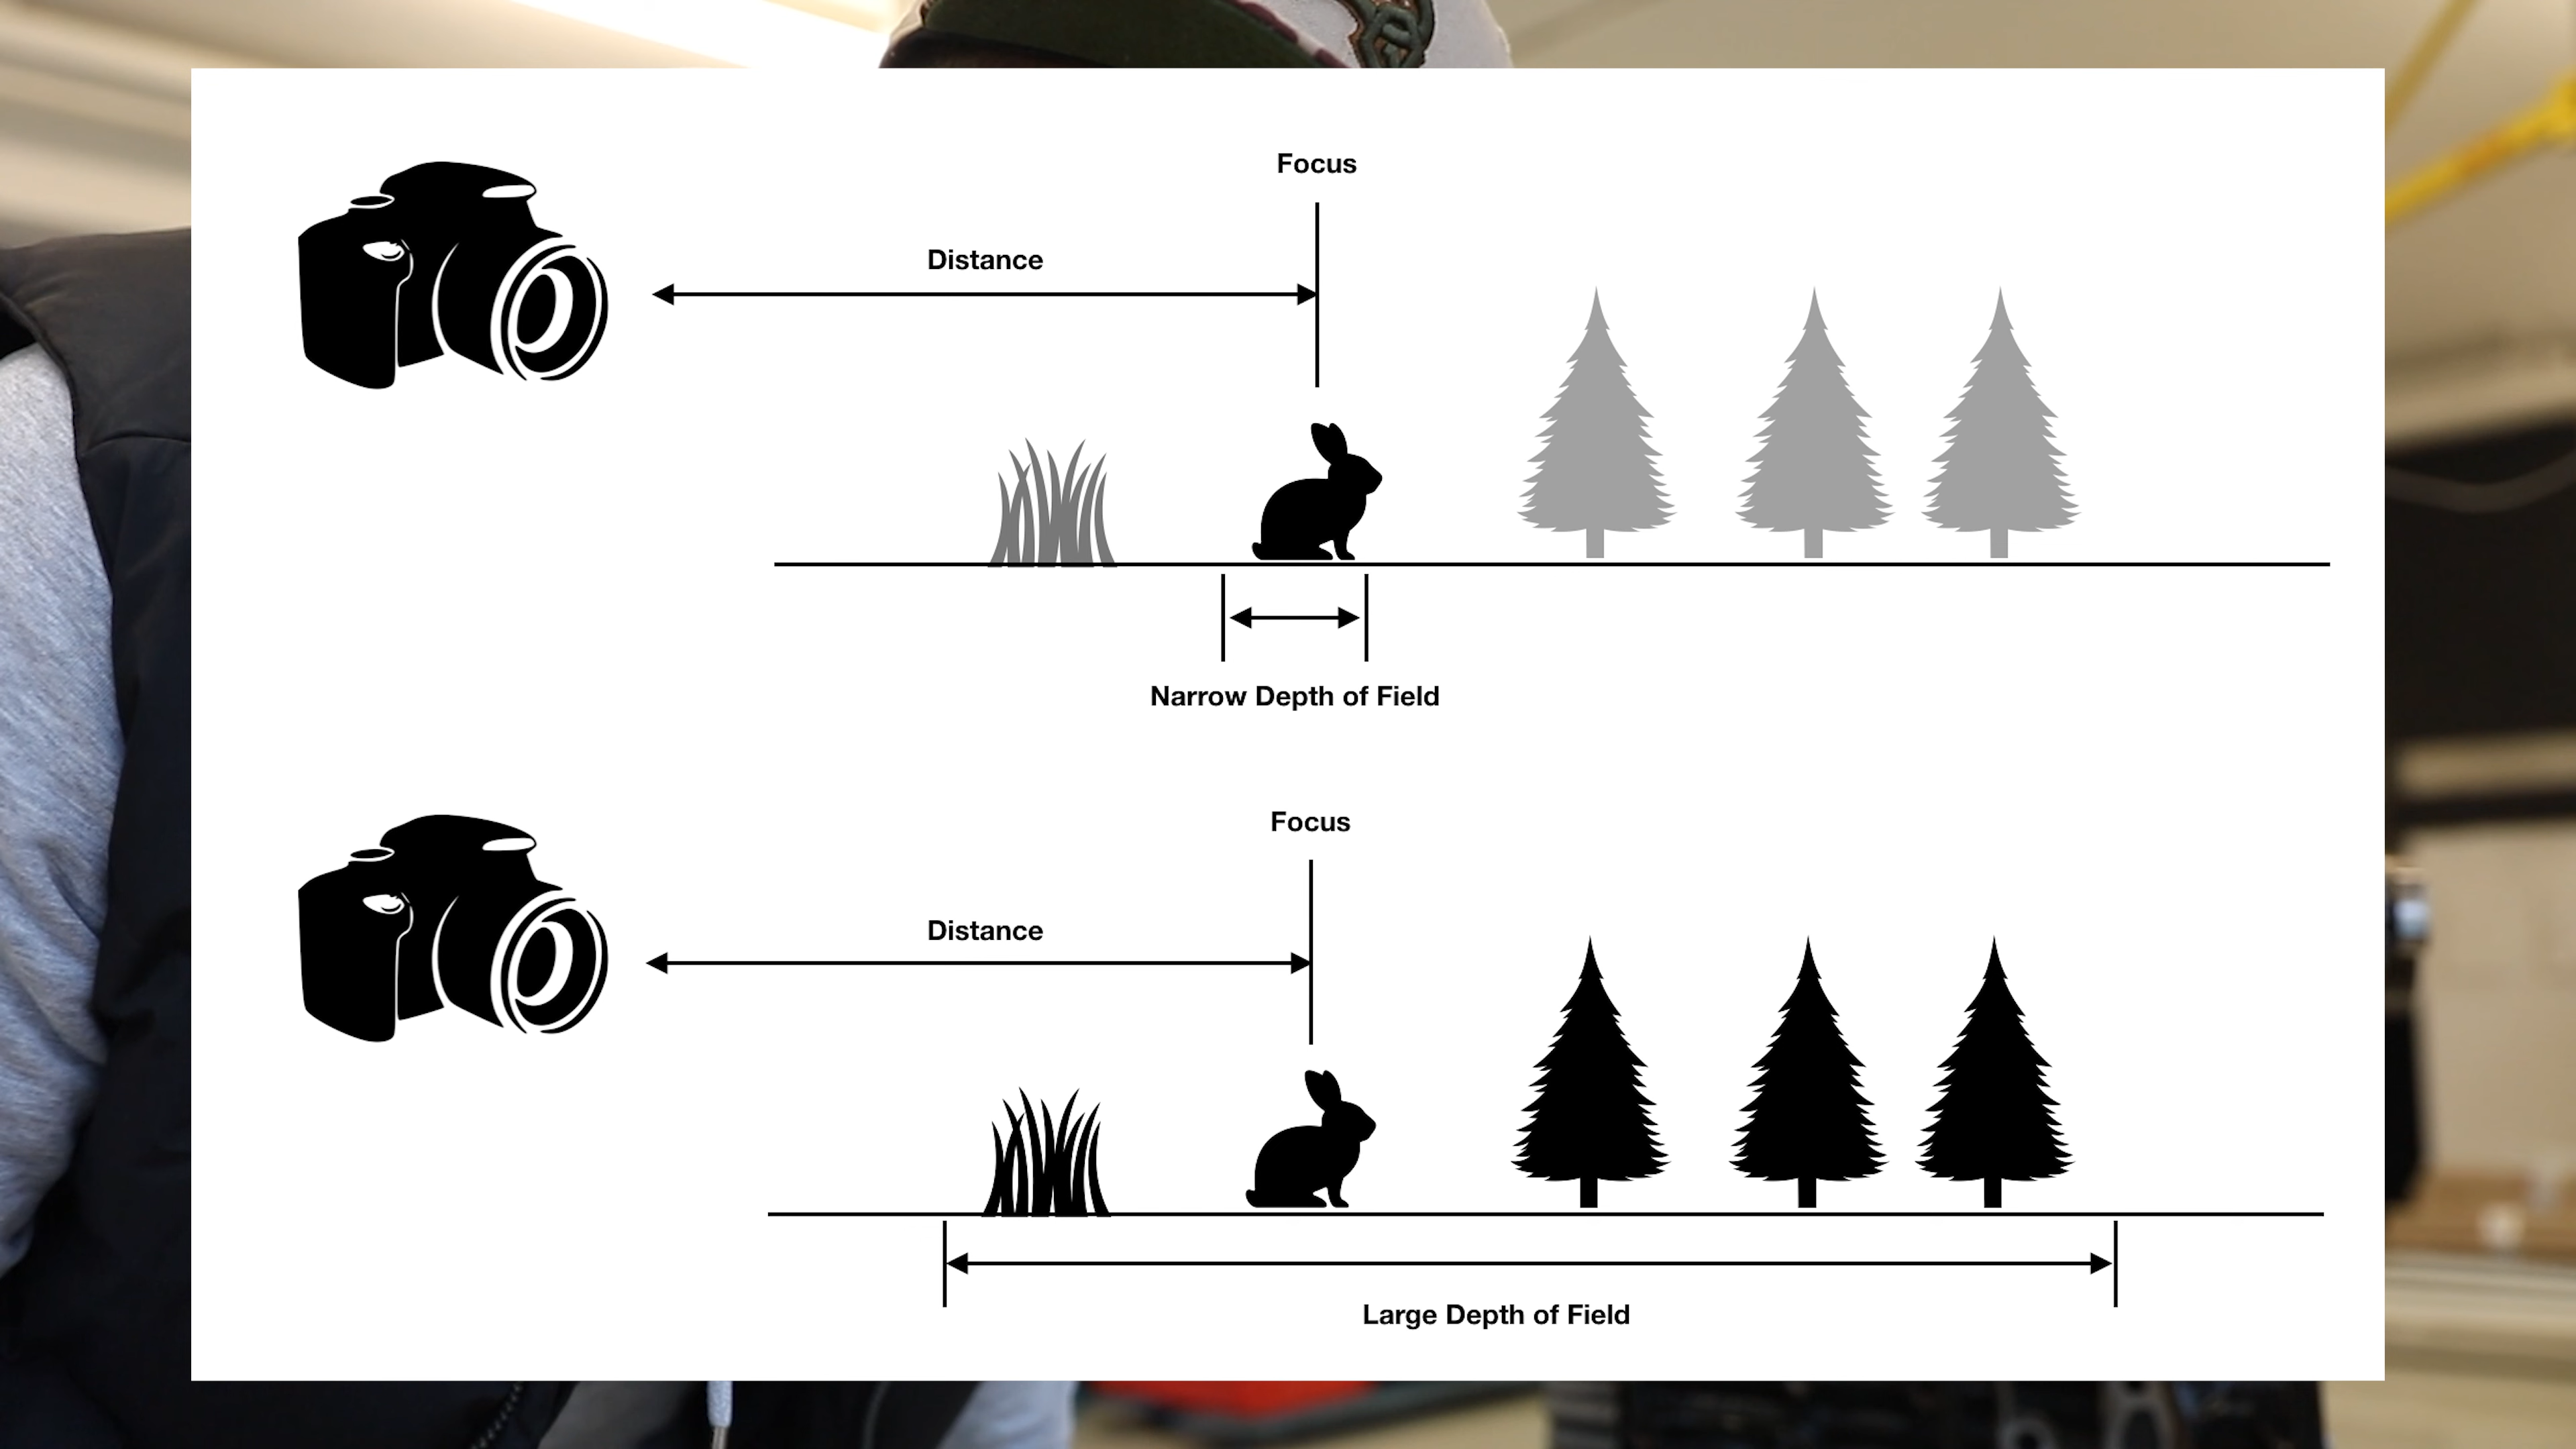 Focus
Distance
Narrow Depth of Field
Focus
Distance
Large Depth of Field